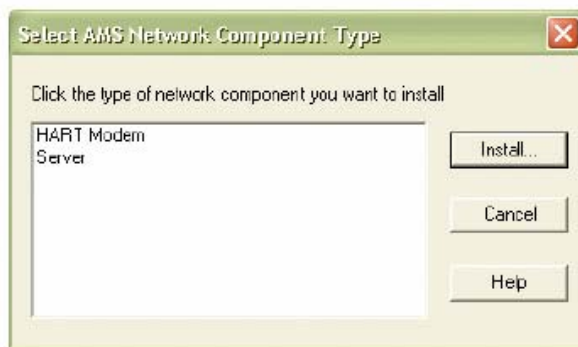 Select AMS Network Component Type
Click the type of network component you want to install
HART Modem
Server
Install...
Cancel
Help